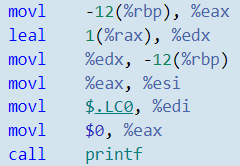 movl    -12(%rbp), %eax
leal    1(%rax), %edx
movl    %edx, -12(%rbp)
movl    %eax, %esi
movl    $.LC0, %edi
movl    $0, %eax
call    printf